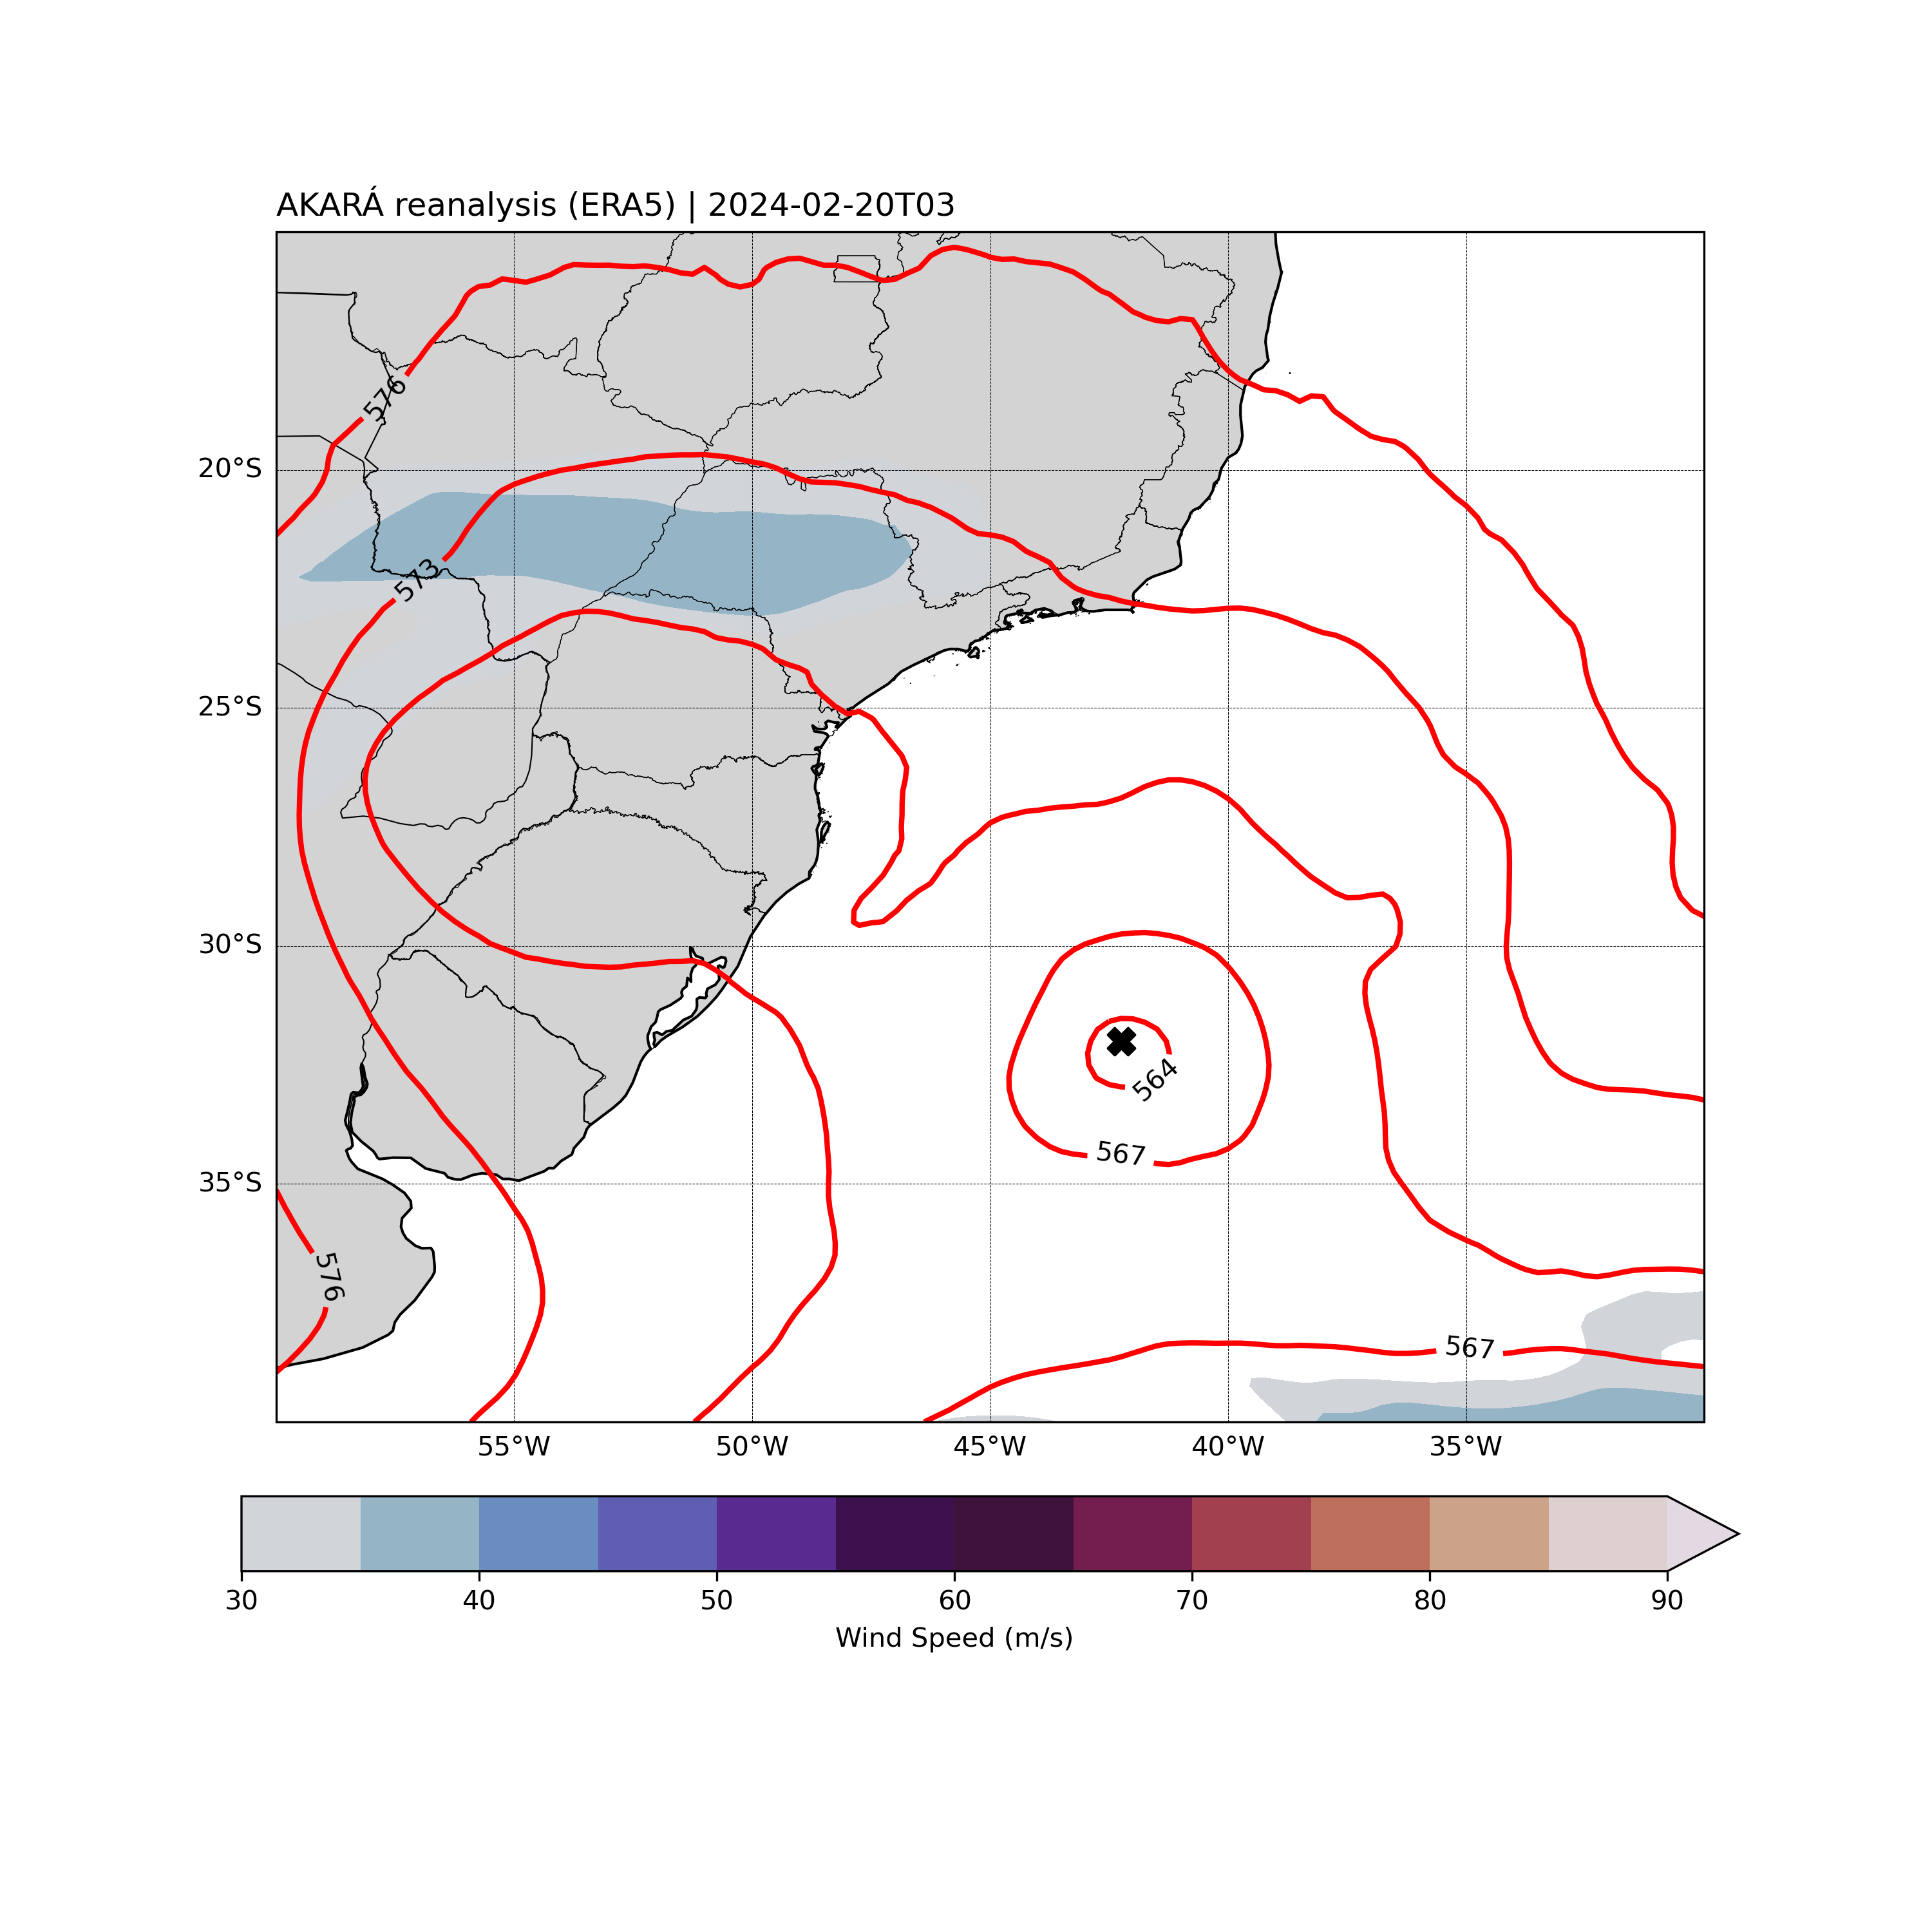 AKARÁ reanalysis (ERA5) | 2024-02-20T03
576
20°S
573
25°S
30°S
564
567
35°S
576
567
55°W 50°W 45°W 40°W 35°W
30 40 50 60 70 80 90
Wind Speed (m/s)